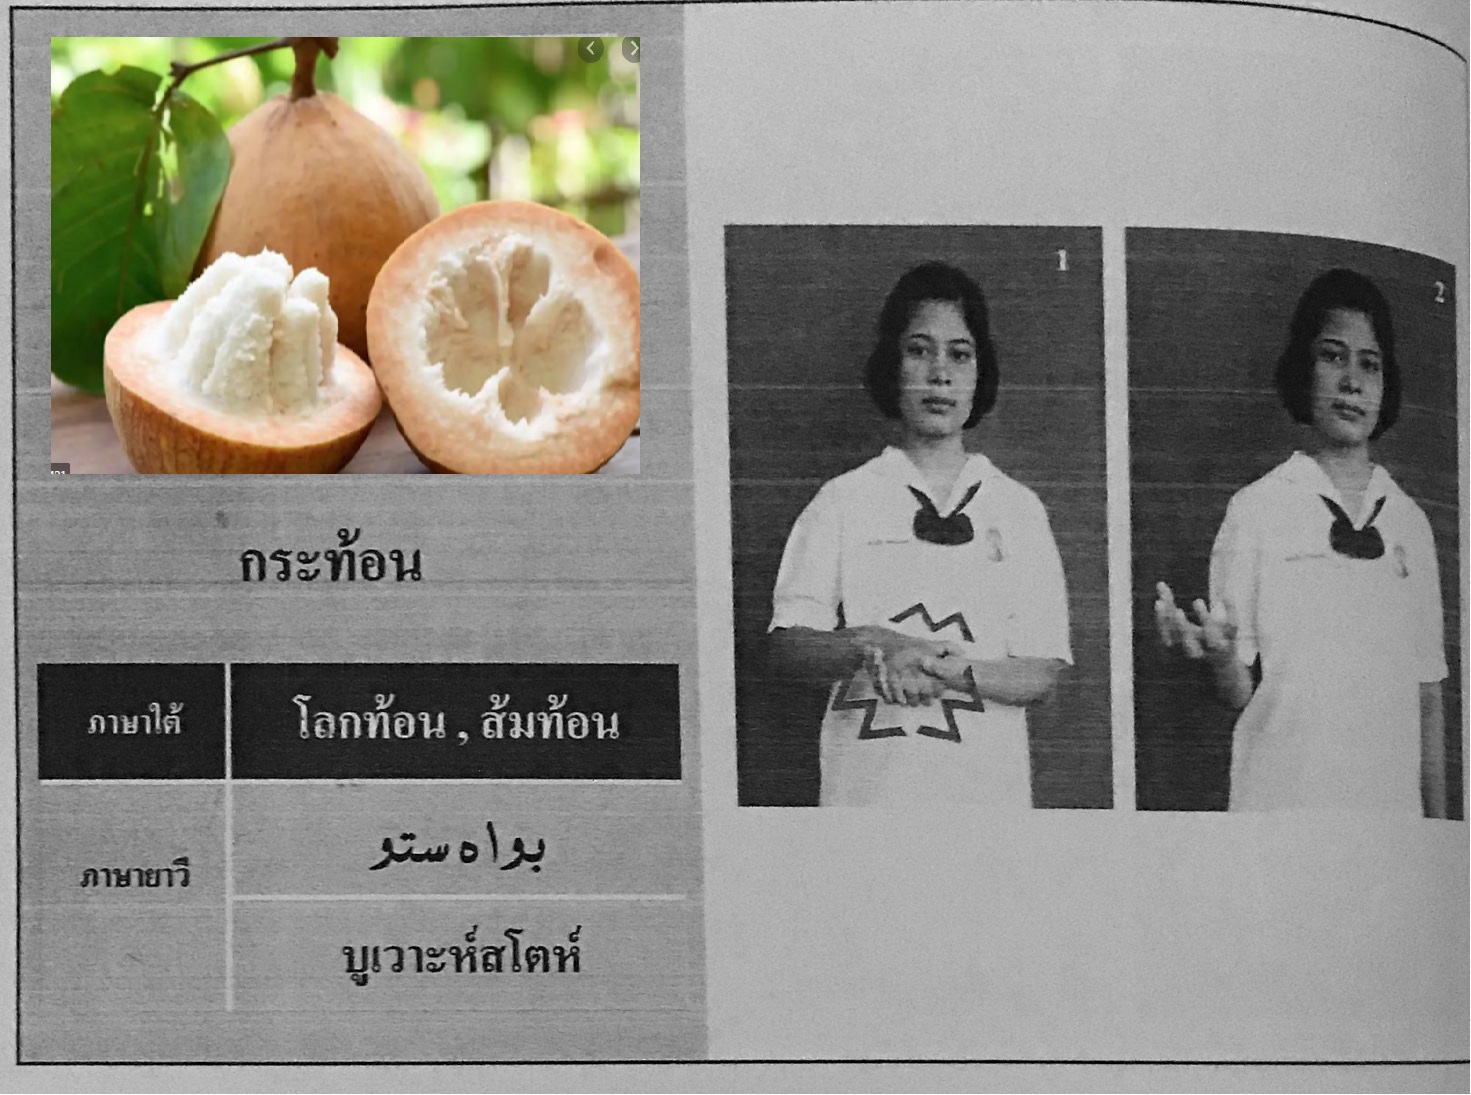 กระท้อน
ภาษาใต้
โลกท้อน , ส้มท้อน
ภาษายาวี
بواه ستو
บูเวาะห์สโตห์
1
2